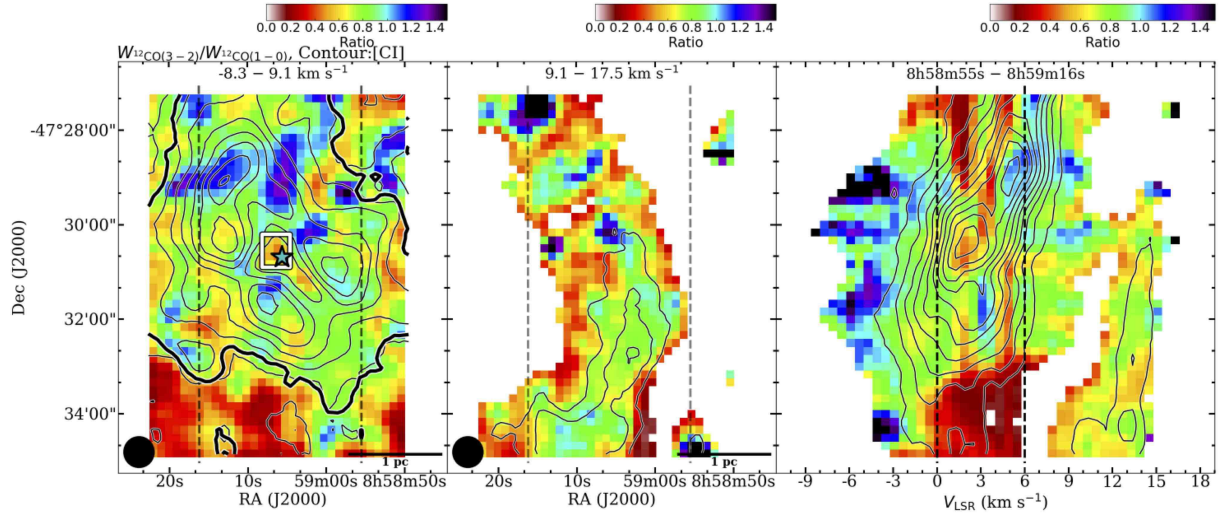 0.0 0.2 0.4 0.6 0.8 1.0 1.2 1.4 0.0 0.2 0.4 0.6 0.8 1.0 1.2 1.4 0.0 0.2 0.4 0.6 0.8 1.0 1.2 1.4
Ratio Ratio Ratio
W¹²CO(3−2)/W¹²CO(1−0), Contour:[CI]
-8.3 − 9.1 km s⁻¹ 9.1 − 17.5 km s⁻¹ 8h58m55s − 8h59m16s
-47°28'00"
30'00"
32'00"
34'00"
Dec (J2000)
1 pc 1 pc
20s 10s 59m00s 8h58m50s 20s 10s 59m00s 8h58m50s -9 -6 -3 0 3 6 9 12 15 18
RA (J2000) RA (J2000) V_LSR (km s⁻¹)